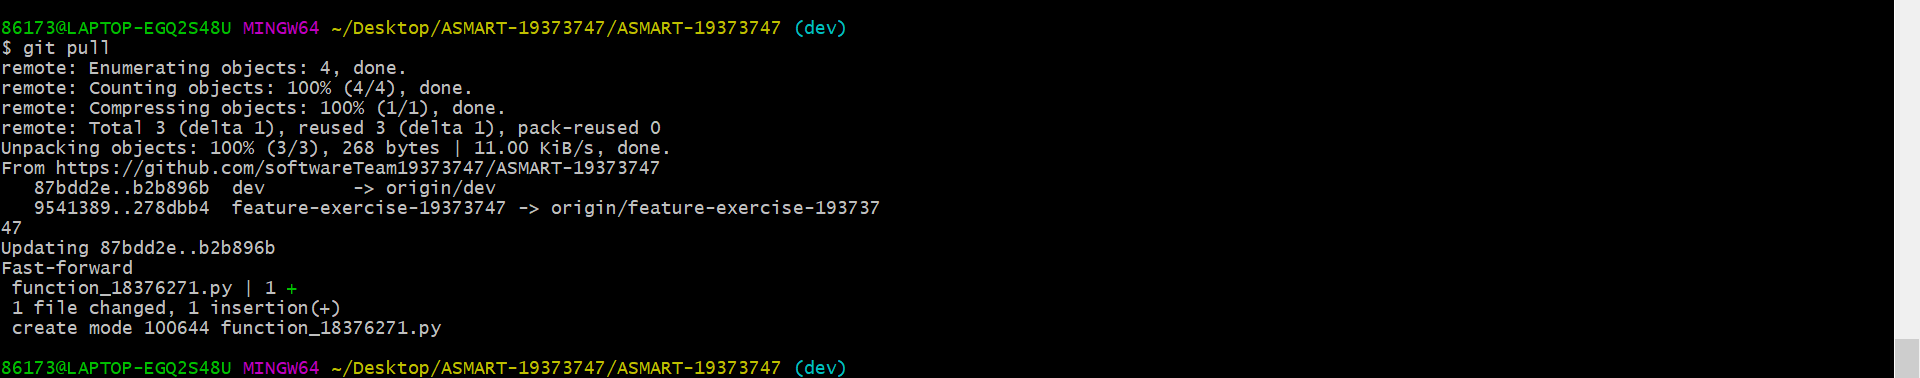 86173@LAPTOP-EGQ2S48U MINGW64 ~/Desktop/ASMART-19373747/ASMART-19373747 (dev)
$ git pull
remote: Enumerating objects: 4, done.
remote: Counting objects: 100% (4/4), done.
remote: Compressing objects: 100% (1/1), done.
remote: Total 3 (delta 1), reused 3 (delta 1), pack-reused 0
Unpacking objects: 100% (3/3), 268 bytes | 11.00 KiB/s, done.
From https://github.com/softwareTeam19373747/ASMART-19373747
   87bdd2e..b2b896b  dev        -> origin/dev
   9541389..278dbb4  feature-exercise-19373747 -> origin/feature-exercise-193737
47
Updating 87bdd2e..b2b896b
Fast-forward
 function_18376271.py | 1 +
 1 file changed, 1 insertion(+)
 create mode 100644 function_18376271.py
86173@LAPTOP-EGQ2S48U MINGW64 ~/Desktop/ASMART-19373747/ASMART-19373747 (dev)